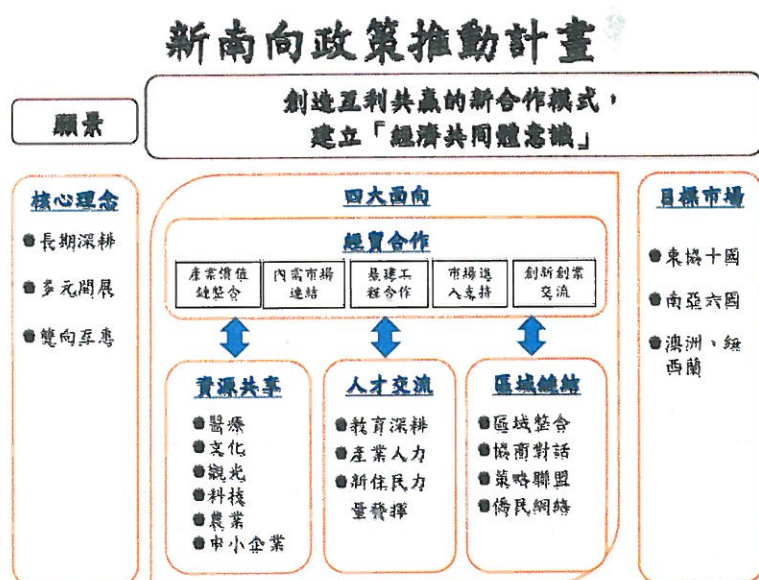 新南向政策推動計畫
願景
創造互利共贏的新合作模式，
建立「經濟共同體意識」
核心理念
長期深耕
多元開展
雙向互惠
四大面向
經貿合作
產業價值
鏈整合
內需市場
連結
基建工
程合作
市場進
入支持
創新創業
交流
資源共享
醫療
文化
觀光
科技
農業
中小企業
人才交流
教育深耕
產業人力
新住民力
量發揮
區域鏈結
區域整合
協商對話
策略聯盟
僑民網絡
目標市場
東協十國
南亞六國
澳洲、紐
西蘭